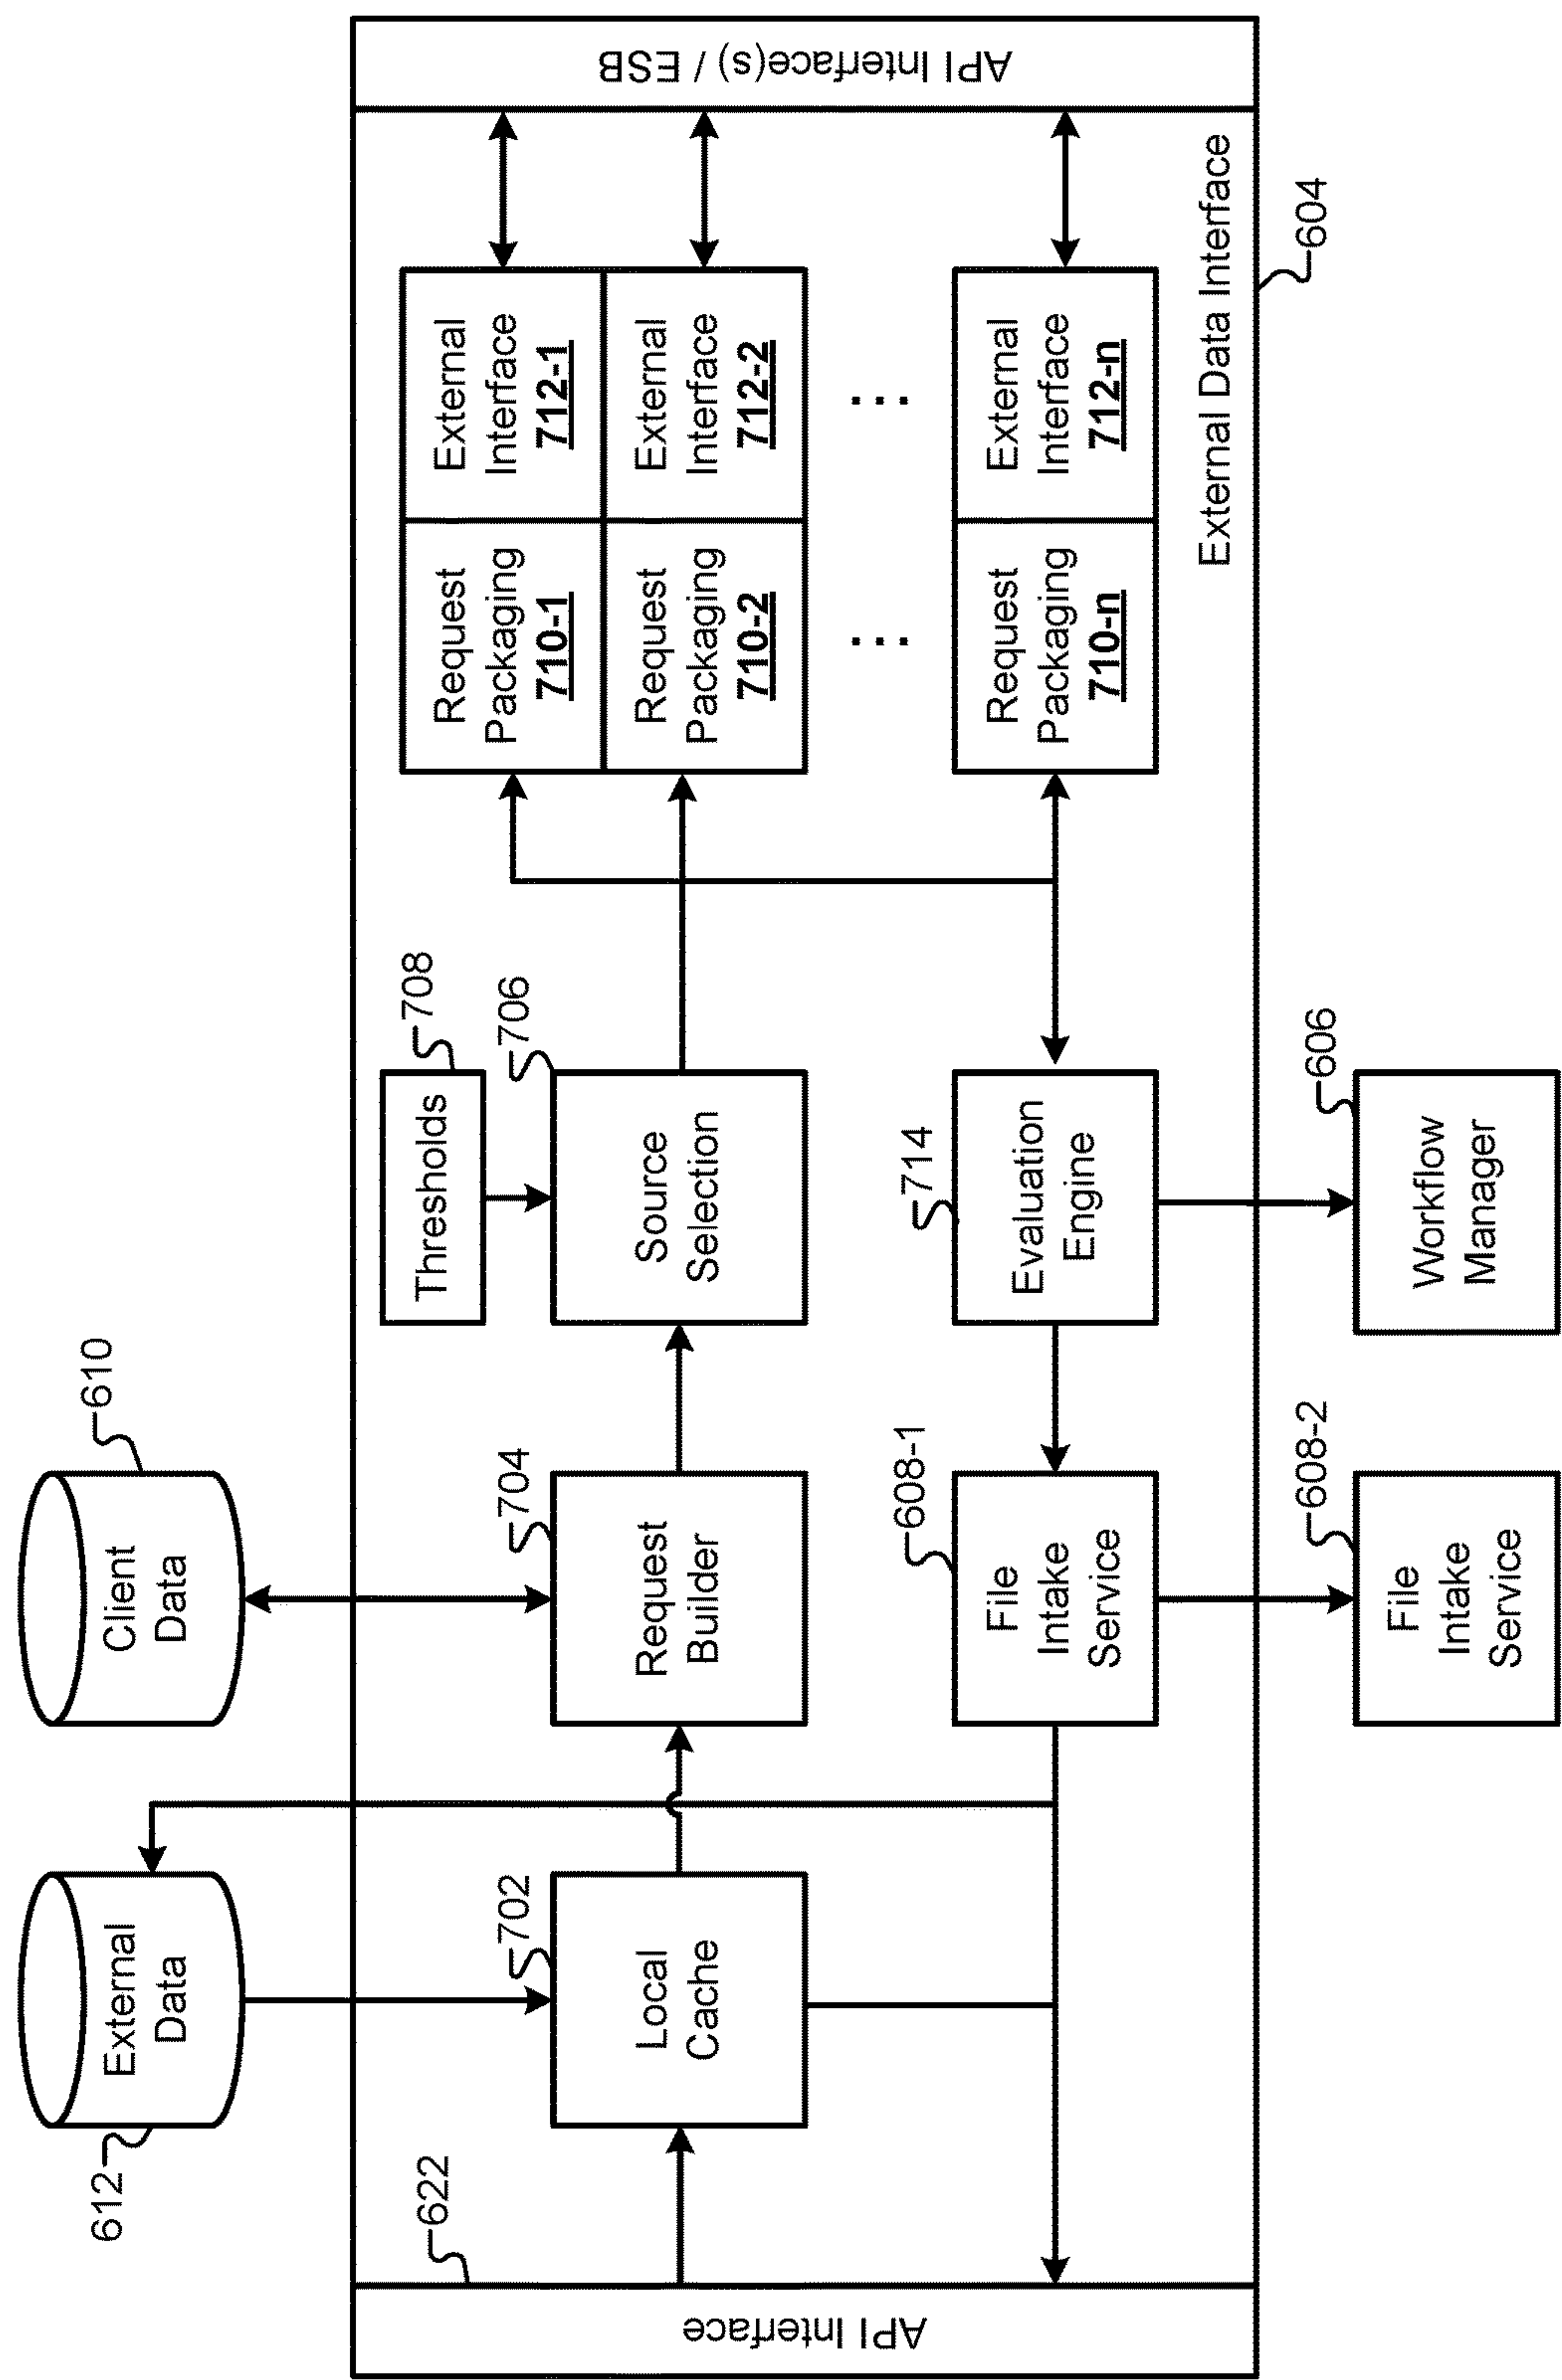 External
Data
612
Client
Data
610
API Interface
622
Local
Cache
702
Request
Builder
704
Thresholds
708
Source
Selection
706
Request
Packaging
710-1
External
Interface
712-1
Request
Packaging
710-2
External
Interface
712-2
...
...
Request
Packaging
710-n
External
Interface
712-n
API Interface(s) / ESB
File
Intake
Service
608-1
Evaluation
Engine
714
External Data Interface
604
File
Intake
Service
608-2
Workflow
Manager
606